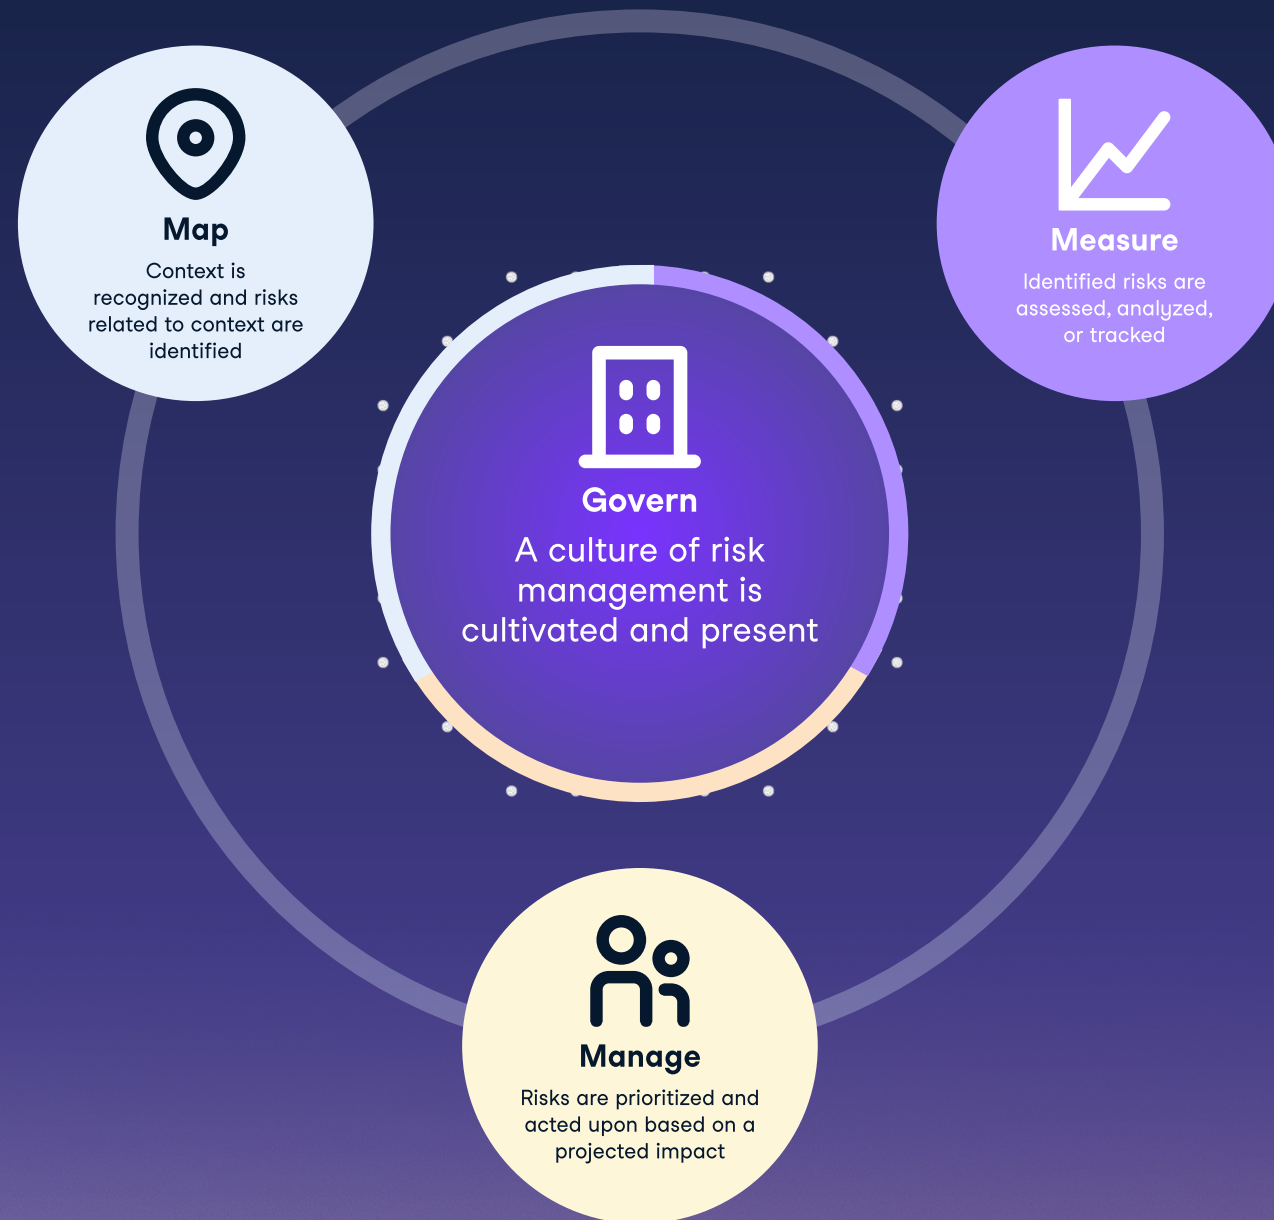 Map
Context is
recognized and risks
related to context are
identified
Measure
Identified risks are
assessed, analyzed,
or tracked
Govern
A culture of risk
management is
cultivated and present
Manage
Risks are prioritized and
acted upon based on a
projected impact